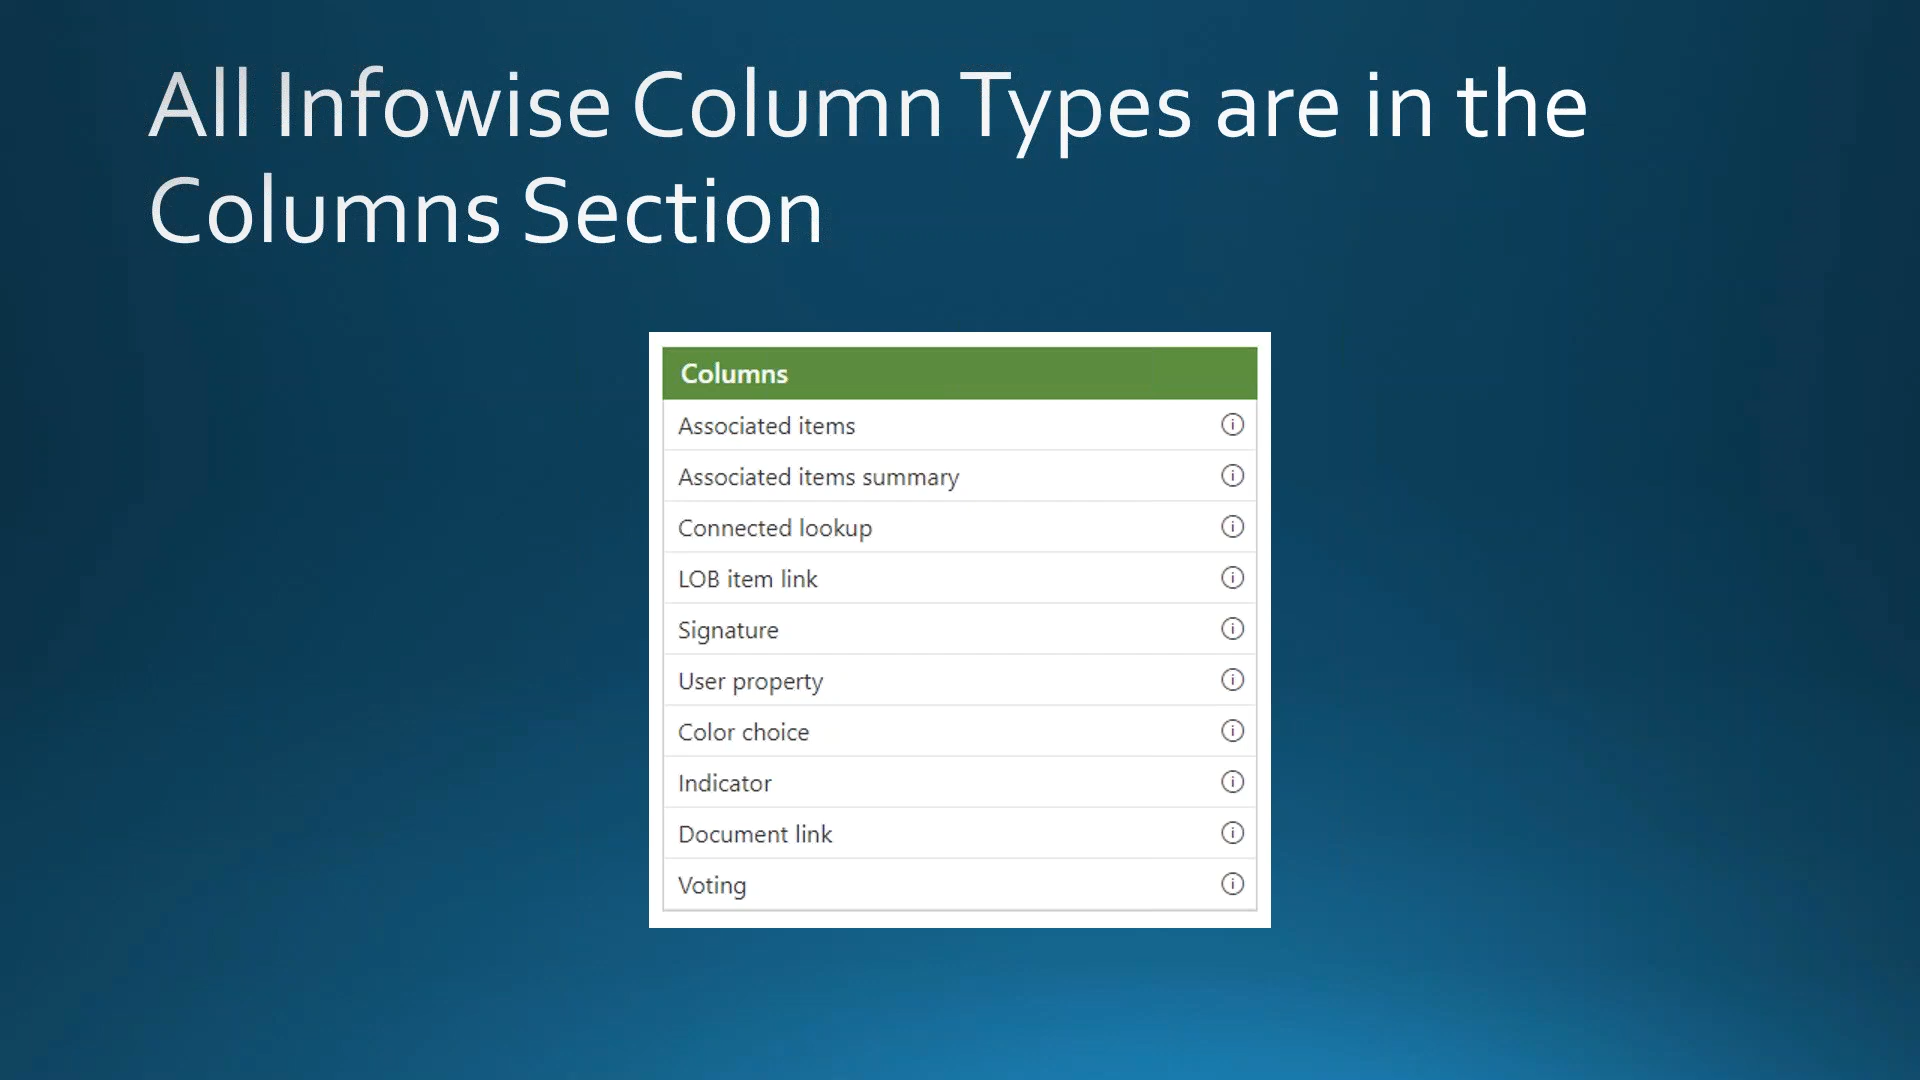 All Infowise Column Types are in the
Columns Section
Columns
Associated items
Associated items summary
Connected lookup
LOB item link
Signature
User property
Color choice
Indicator
Document link
Voting